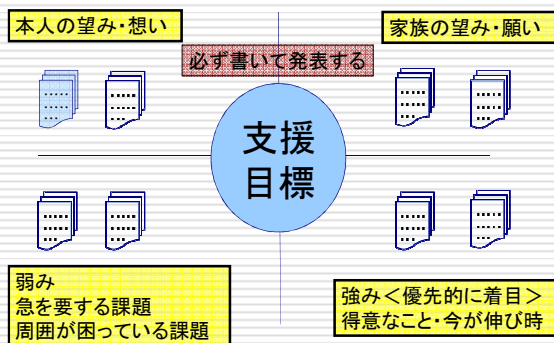 本人の望み・想い
家族の望み・願い
必ず書いて発表する
支援
目標
弱み
急を要する課題
周囲が困っている課題
強み＜優先的に着目＞
得意なこと・今が伸び時